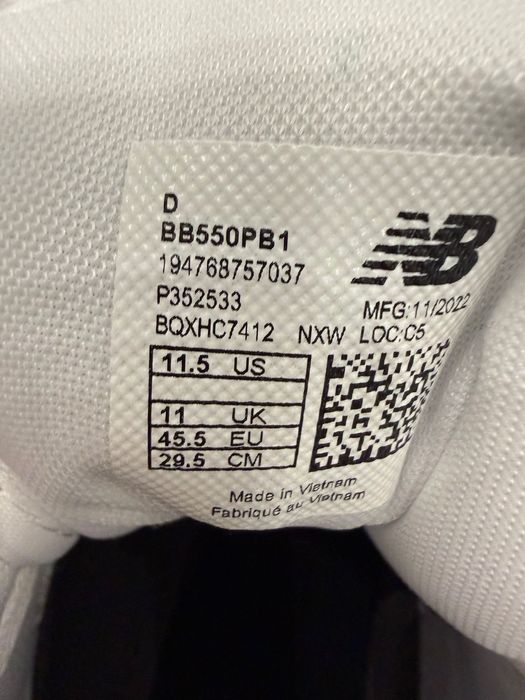 D
BB550PB1
194768757037
P352533
BQXHC7412 NXW LOC:C5
MFG:11/2022
NB
11.5 US
11 UK
45.5 EU
29.5 CM
Made in Vietnam
Fabriqué au Vietnam